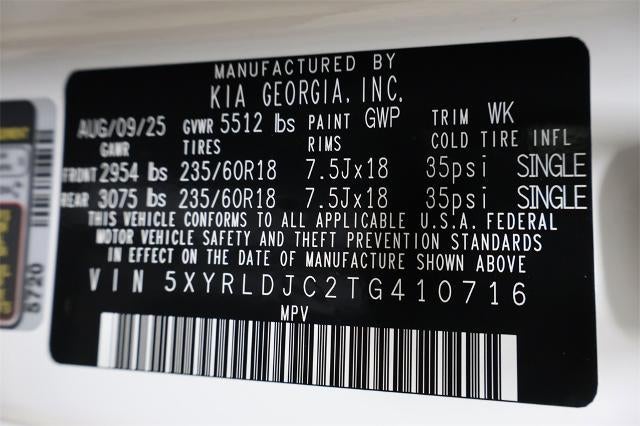 MANUFACTURED BY
KIA GEORGIA, INC.
AUG/09/25 GVWR 5512 lbs PAINT GWP TRIM WK
GAWR TIRES RIMS COLD TIRE INFL
FRONT 2954 lbs 235/60R18 7.5Jx18 35psi SINGLE
REAR 3075 lbs 235/60R18 7.5Jx18 35psi SINGLE
THIS VEHICLE CONFORMS TO ALL APPLICABLE U.S.A. FEDERAL
MOTOR VEHICLE SAFETY AND THEFT PREVENTION STANDARDS
IN EFFECT ON THE DATE OF MANUFACTURE SHOWN ABOVE
VIN 5XYRLDJC2TG410716
MPV
5720